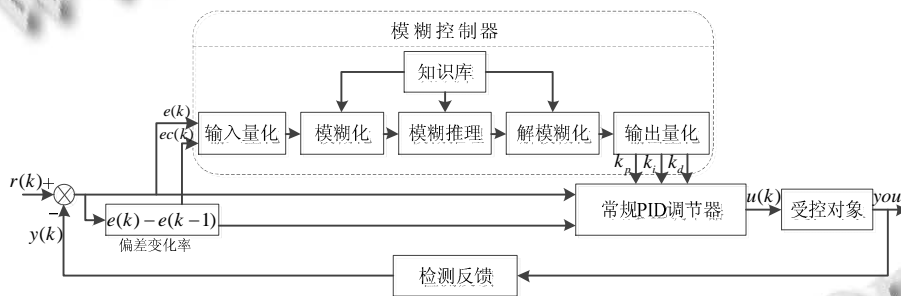 模糊控制器
知识库
e(k)
ec(k)
输入量化
模糊化
模糊推理
解模糊化
输出量化
k_p k_i k_d
r(k)+
-
y(k)
e(k)-e(k-1)
偏差变化率
常规PID调节器
u(k)
受控对象
you
检测反馈